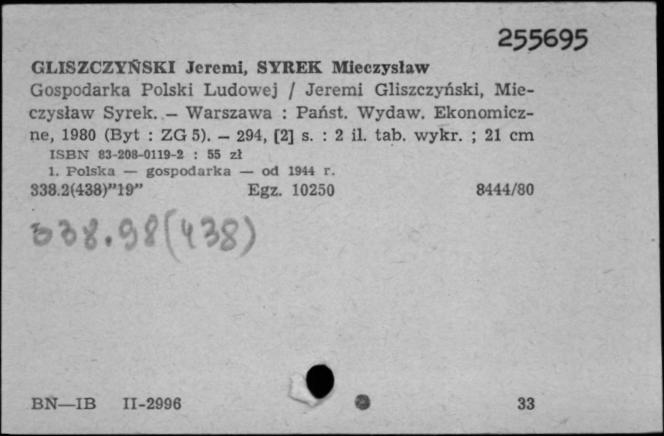 255695
GLISZCZYŃSKI Jeremi, SYREK Mieczysław
Gospodarka Polski Ludowej / Jeremi Gliszczyński, Mie-
czysław Syrek. — Warszawa : Państ. Wydaw. Ekonomicz-
ne, 1980 (Byt : ZG 5). — 294, [2] s. : 2 il. tab. wykr. ; 21 cm
ISBN 83-208-0119-2 : 55 zł
1. Polska — gospodarka — od 1944 r.
338.2(438)"19" Egz. 10250 8444/80
338.98(438)
BN—IB II-2996 33